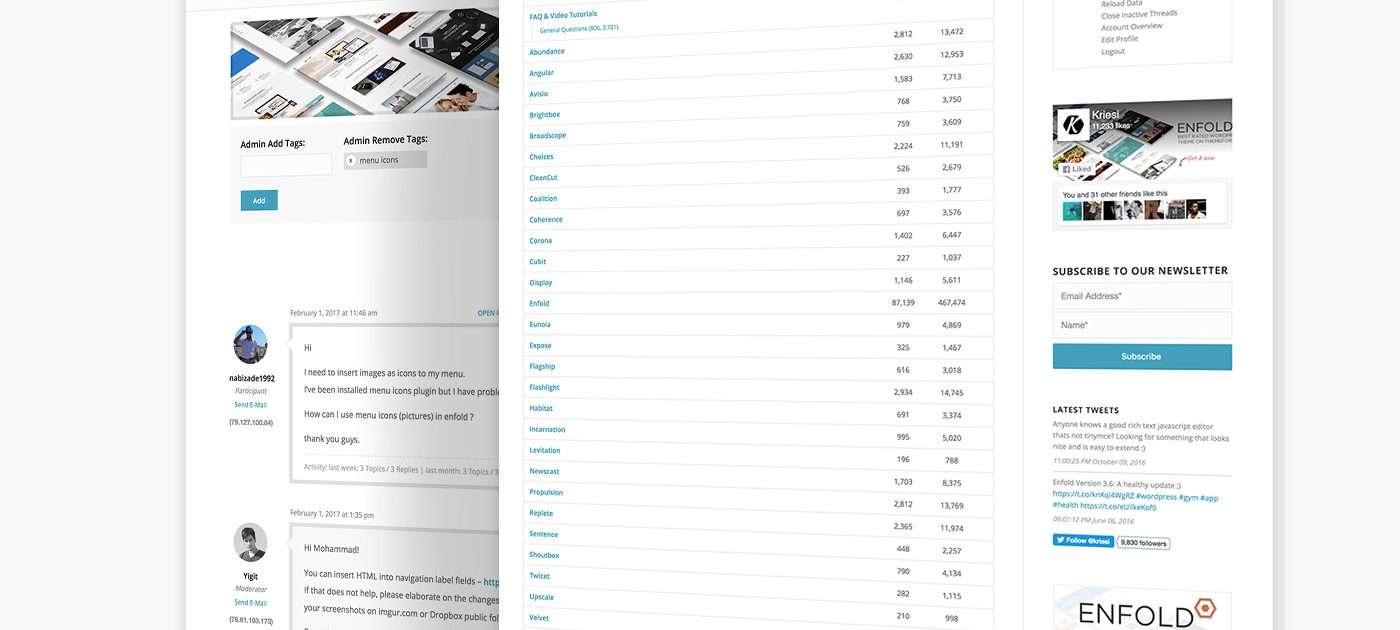 FAQ & Video Tutorials
General Questions (805, 3,701)
Abundance 2,812 13,472
Angular 2,630 12,953
Avisio 1,583 7,713
Brightbox 768 3,750
Broadscope 759 3,609
Choices 2,224 11,191
CleanCut 526 2,679
Coalition 393 1,777
Coherence 697 3,576
Corona 1,402 6,447
Cubit 227 1,037
Display 1,146 5,611
Enfold 87,139 467,474
Eunoia 979 4,869
Expose 325 1,467
Flagship 616 3,018
Flashlight 2,934 14,745
Habitat 691 3,374
Incarnation 995 5,020
Levitation 196 788
Newscast 1,703 8,375
Propulsion 2,812 13,769
Replete 2,365 11,974
Sentence 448 2,257
Shoutbox 790 4,134
Twicet 282 1,115
Upscale 210 998
Velvet
Admin Add Tags:
Admin Remove Tags:
x menu icons
Add
February 1, 2017 at 11:46 am
OPEN
nabizade1992
Participant
Send E-Mail
(79.127.100.84)
Hi
I need to insert images as icons to my menu.
I've been installed menu icons plugin but I have
How can I use menu icons (pictures) in enfold ?
thank you guys.
Activity: last week: 3 Topics / 3 Replies | last month: 3 Topics / 3
February 1, 2017 at 1:35 pm
Yigit
Moderator
Send E-Mail
(78.61.193.173)
Hi Mohammad!
You can insert HTML into navigation label fields – http
If that does not help, please elaborate on the changes
your screenshots on imgur.com or Dropbox public
Reload Data
Close Inactive Threads
Account Overview
Edit Profile
Logout
Kriesi
11,233 likes
ENFOLD
BEST RATED
THEME ON THEMEFOREST
Get it now
Liked
You and 31 other friends like this
SUBSCRIBE TO OUR NEWSLETTER
Email Address*
Name*
Subscribe
LATEST TWEETS
Anyone knows a good rich text javascript editor
thats not tinymce? Looking for something that looks
nice and is easy to extend :)
11:00:25 PM October 09, 2016
Enfold Version 3.6: A healthy update ;)
https://t.co/knKqi4WgRZ #wordpress #gym #app
#health https://t.co/eUIlkeKof0
06:01:12 PM June 06, 2016
Follow @kriesi
9,830 followers
ENFOLD